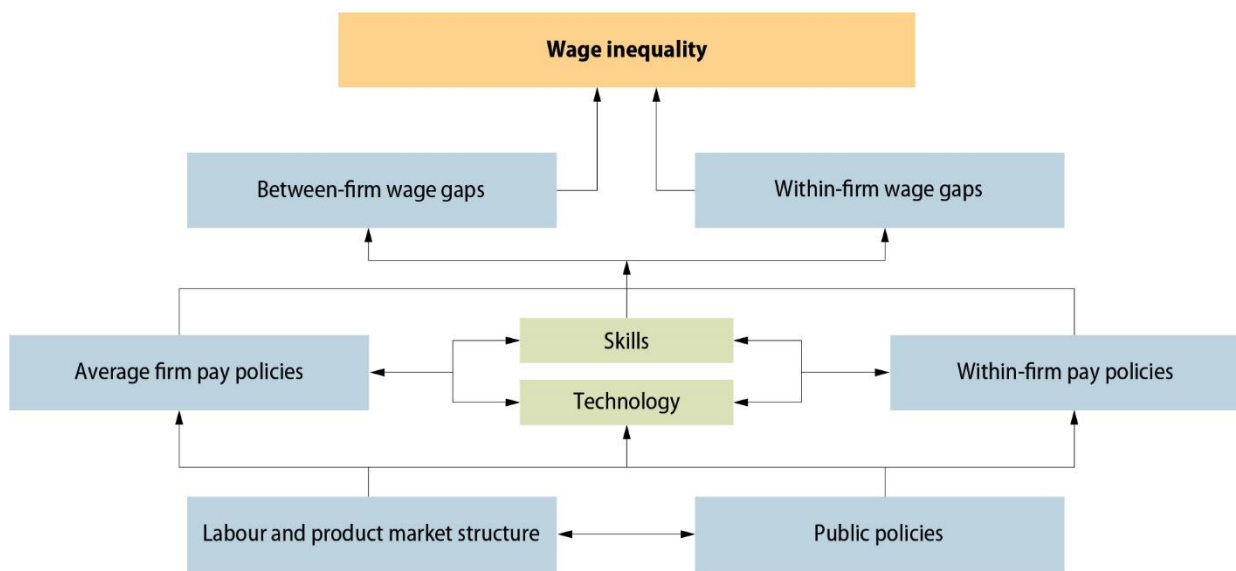 Wage inequality
Between-firm wage gaps
Within-firm wage gaps
Average firm pay policies
Skills
Technology
Within-firm pay policies
Labour and product market structure
Public policies